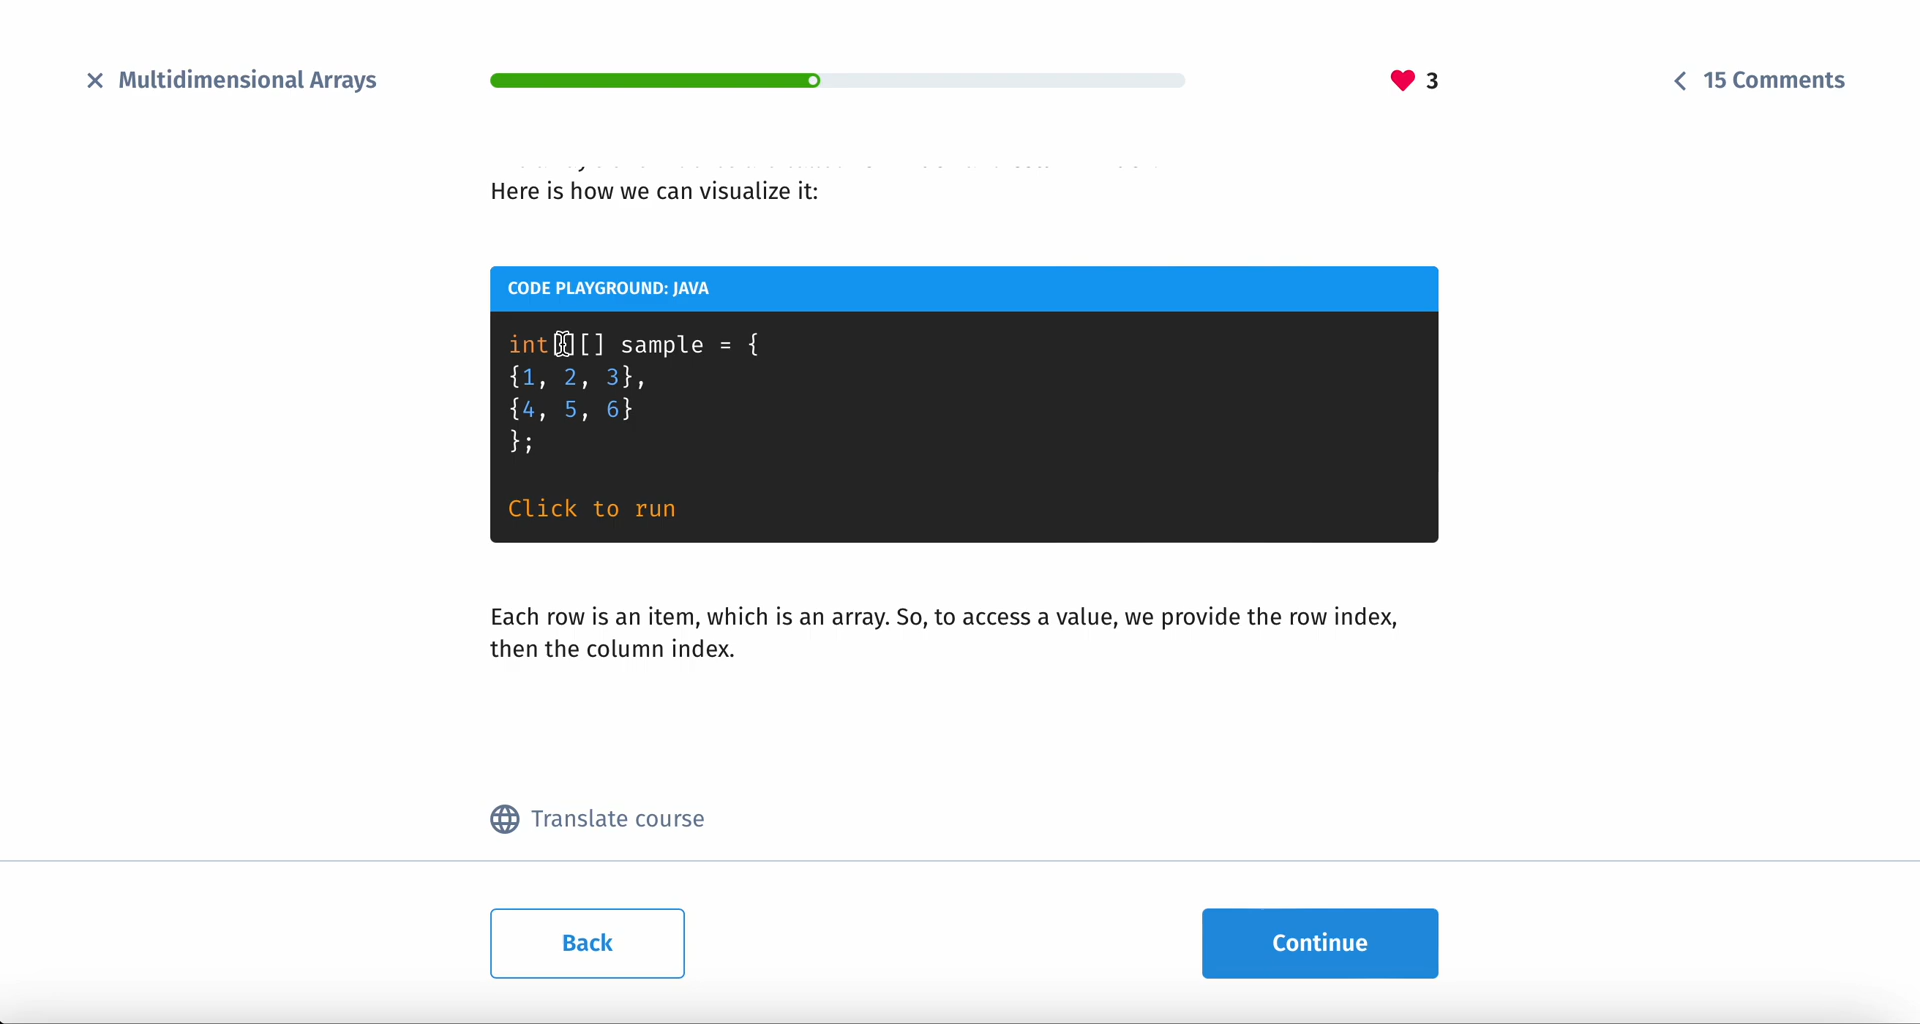 Multidimensional Arrays
3
15 Comments
Here is how we can visualize it:
CODE PLAYGROUND: JAVA
int[][] sample = {
{1, 2, 3},
{4, 5, 6}
};
Click to run
Each row is an item, which is an array. So, to access a value, we provide the row index,
then the column index.
Translate course
Back
Continue